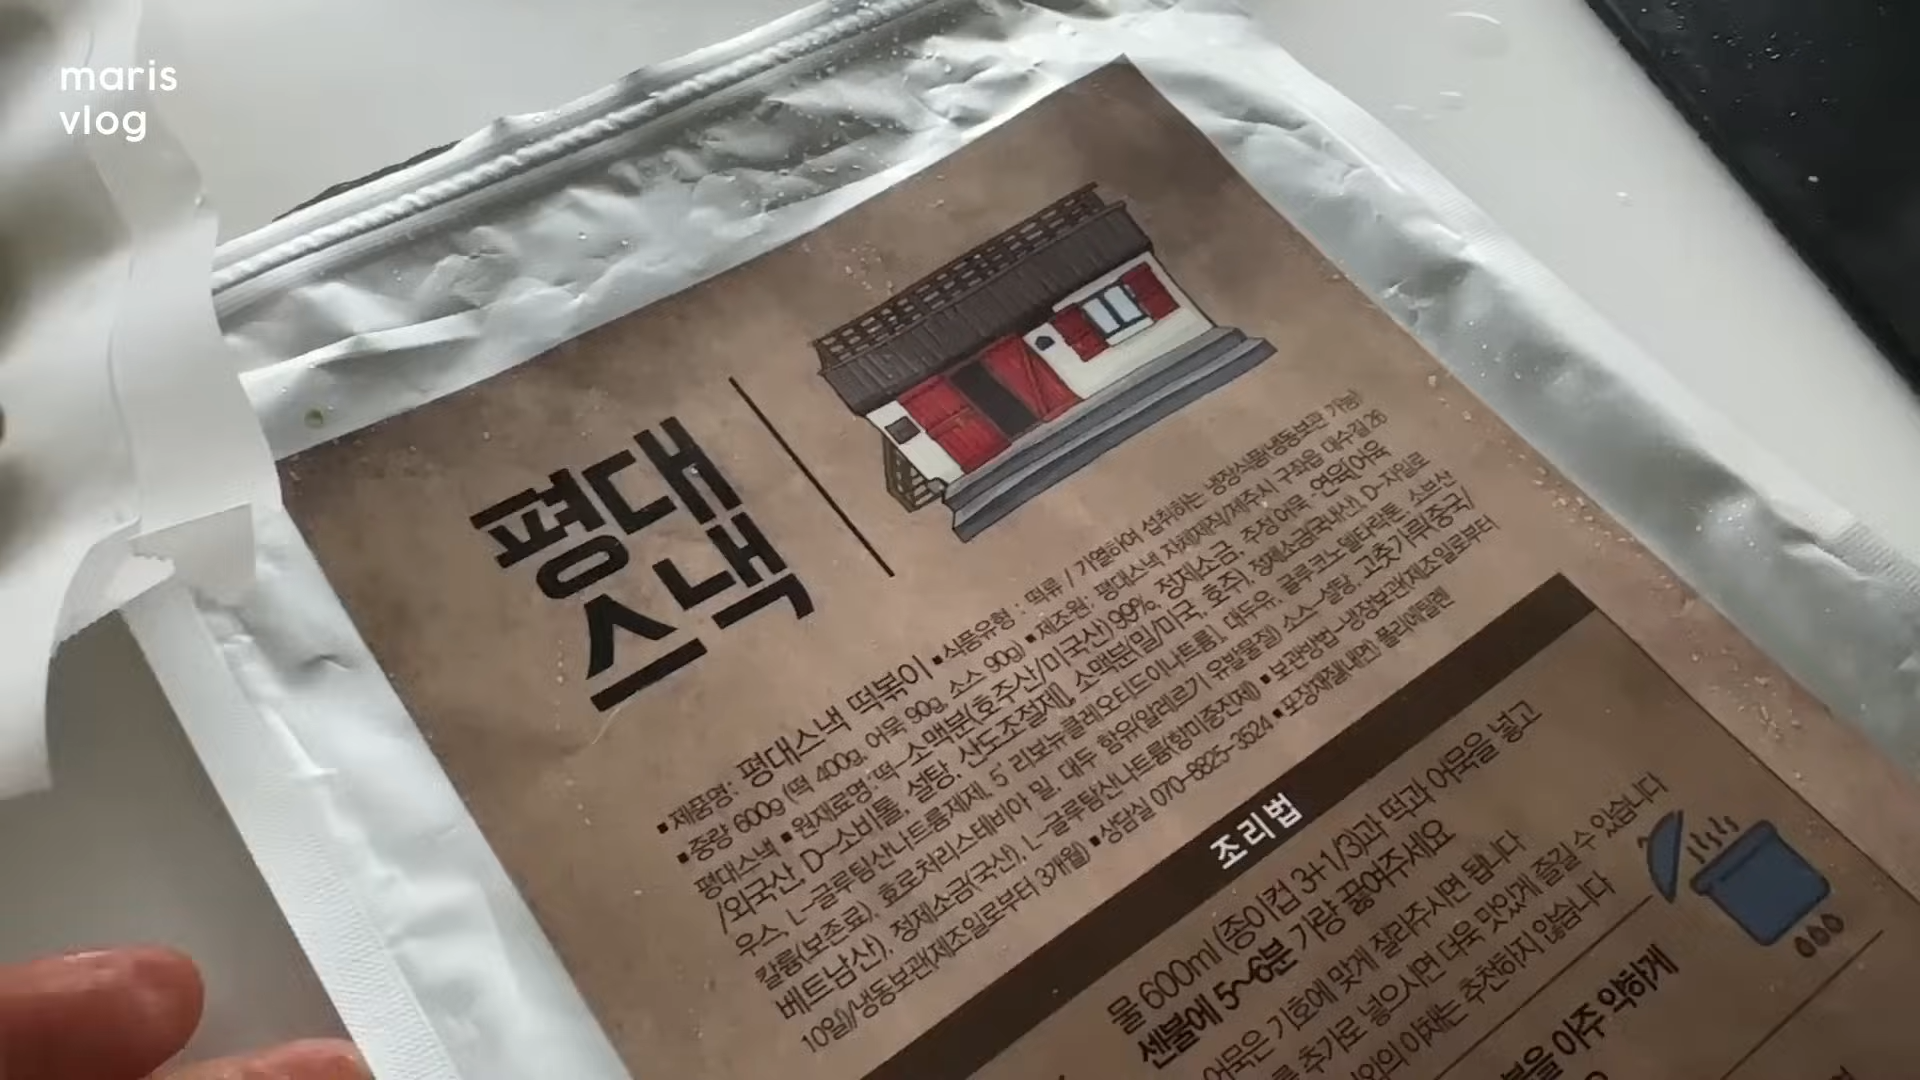 maris
vlog
평대
스낵
▪제품명: 평대스낵 떡볶이 ▪식품유형 : 떡류 / 가열하여 섭취하는 냉장식품(냉동보관 가능)
▪중량 600g (떡 400g, 어묵 90g, 소스 90g) ▪제조원: 평대스낵 자체제작/제주시 구좌읍 대수길 26
평대스낵 ▪원재료명: 떡-소맥분(호주산/미국산) 99%, 정제소금, 주정 어묵 -연육(어육
/외국산, D-소비톨, 설탕, 산도조절제), 소맥분(밀/미국, 호주), 정제소금(국내산), D-자일로
우스, L-글루탐산나트륨제제, 5' 리보뉴클레오티드이나트륨), 대두유, 글루코노델타락톤, 소브산
칼륨(보존료), 효로처리스테비아 밀, 대두 함유(알레르기 유발물질) 소스-설탕, 고춧가루(중국/
베트남산), 정제소금(국산), L-글루탐산나트륨(향미증진제) ▪보관방법-냉장보관(제조일로부터
10일)/냉동보관(제조일로부터 3개월) ▪상담실 070-8825-3524 ▪포장재질(내면) 폴리에틸렌
조리법
물 600ml (종이컵 3+1/3)과 떡과 어묵을 넣고
센불에 5~6분 가량 끓여주세요
어묵은 기호에 맞게 잘라주시면 됩니다
추가로 넣으시면 더욱 맛있게 즐길 수 있습니다
야채는 추천하지 않습니다
불을 아주 약하게